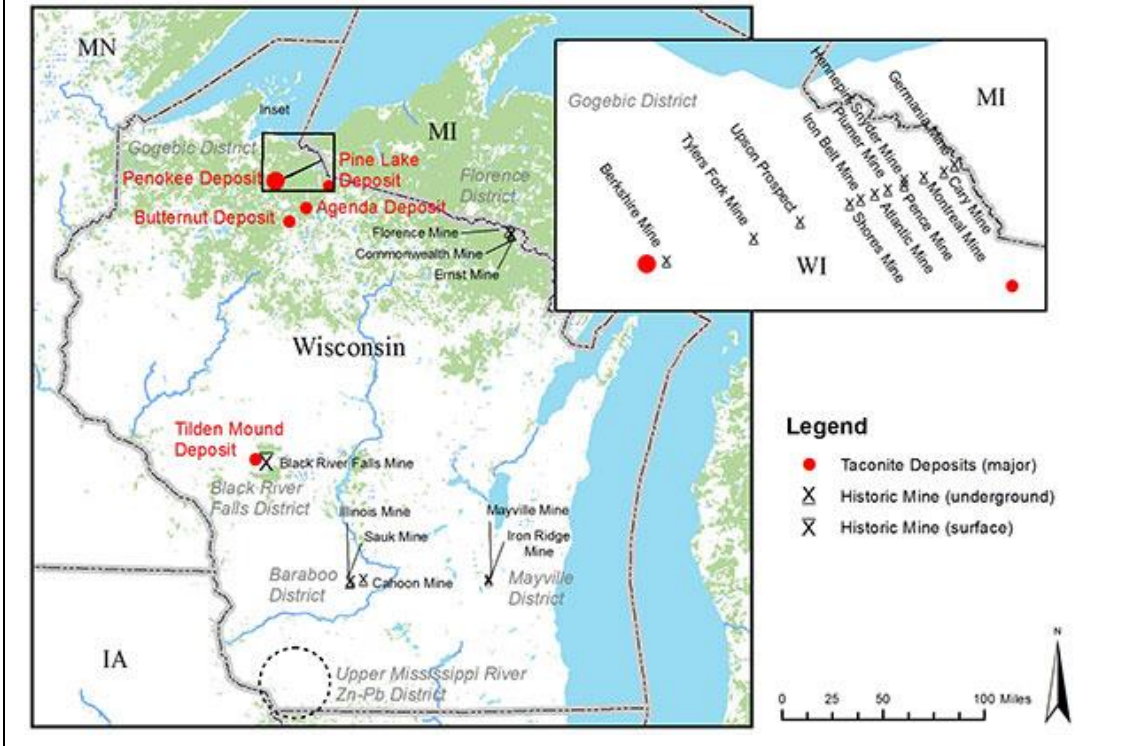 MN
Inset
Gogebic District
MI
Penokee Deposit
Pine Lake
Deposit
Florence
District
Butternut Deposit
Agenda Deposit
Florence Mine
Commonwealth Mine
Ernst Mine
Wisconsin
Tilden Mound
Deposit
Black River Falls Mine
Black River
Falls District
Illinois Mine
Sauk Mine
Mayville Mine
Iron Ridge
Mine
Baraboo
District
Cahoon Mine
Mayville
District
IA
Upper Mississippi River
Zn-Pb District
Gogebic District
MI
WI
Berkshire Mine
Tylers Fork Mine
Upson Prospect
Iron Belt Mine
Plumer Mine
Snyder Mine
Hennepin
Germania Mine
Shores Mine
Atlantic Mine
Pence Mine
Montreal Mine
Cary Mine
Legend
Taconite Deposits (major)
Historic Mine (underground)
Historic Mine (surface)
N
0 25 50 100 Miles